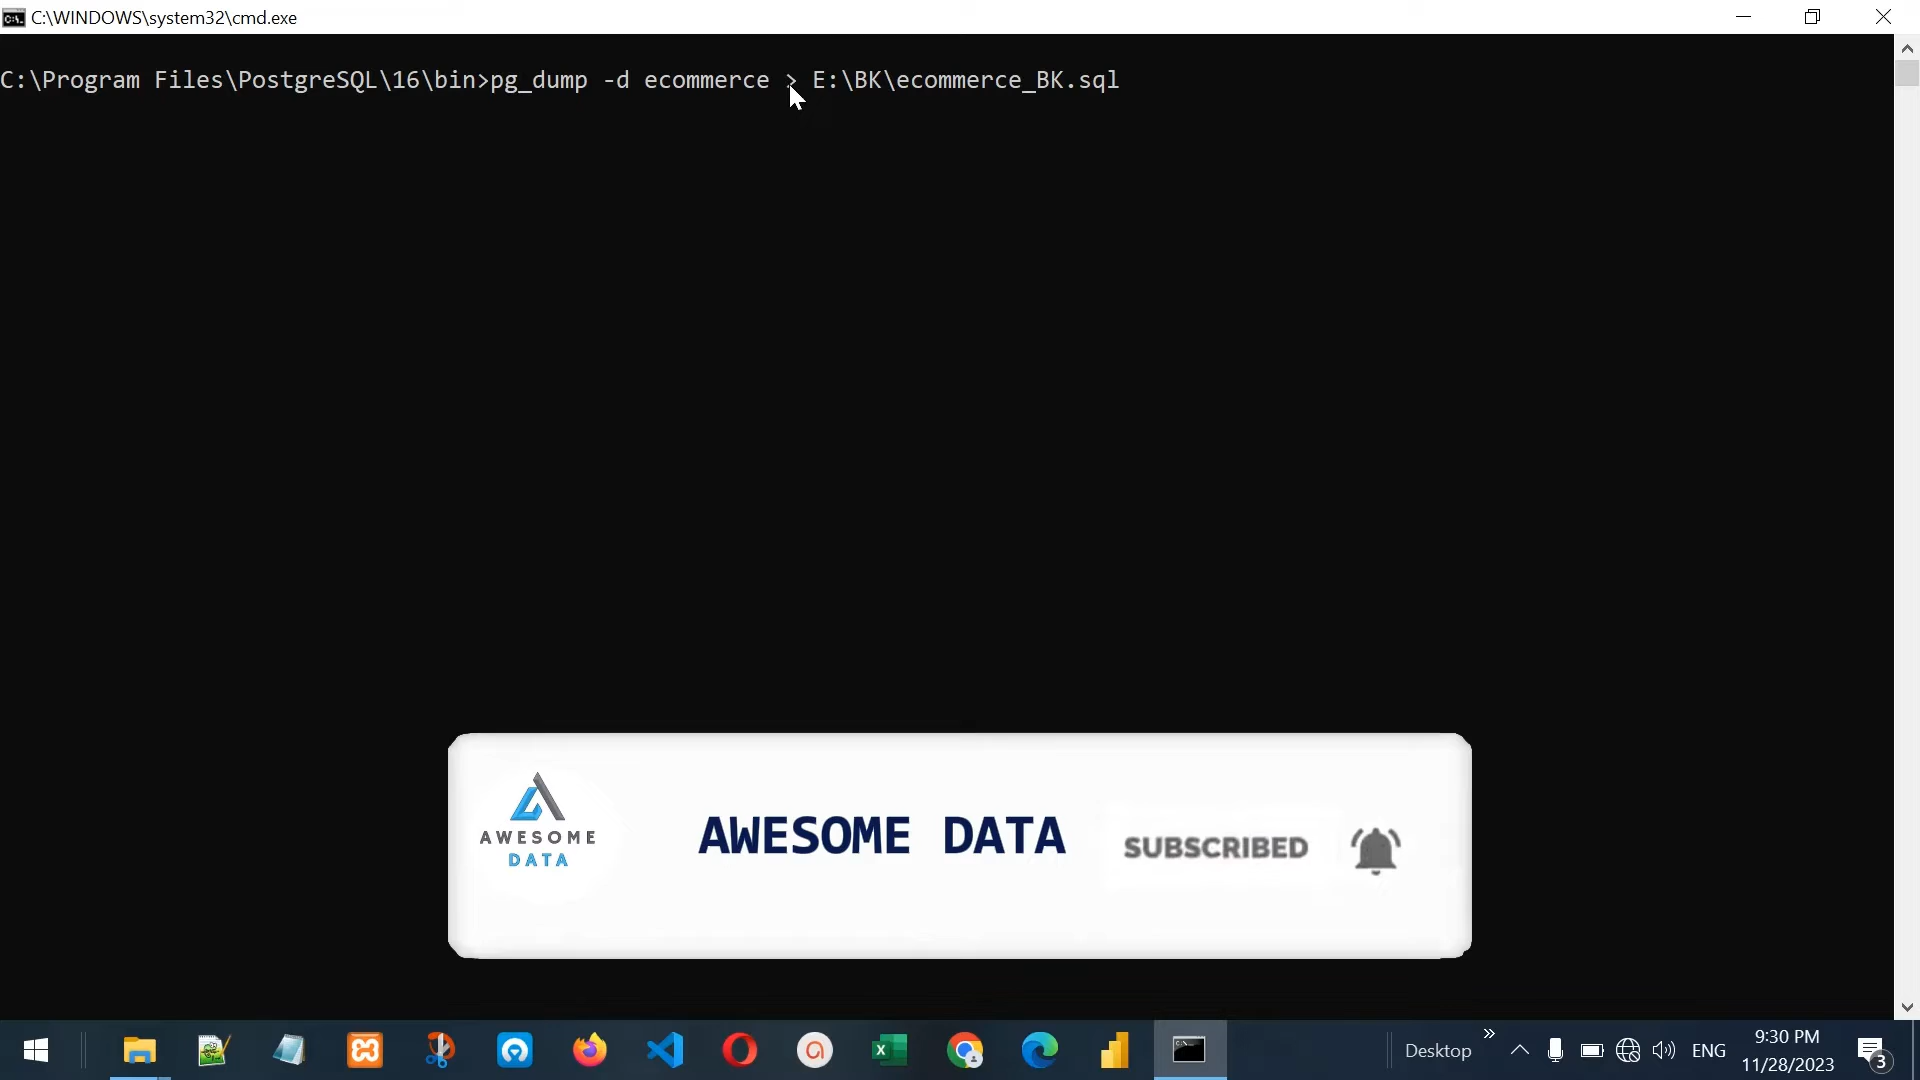 C:\WINDOWS\system32\cmd.exe
C:\Program Files\PostgreSQL\16\bin>pg_dump -d ecommerce > E:\BK\ecommerce_BK.sql
AWESOME
DATA
AWESOME DATA
SUBSCRIBED
Desktop
ENG
9:30 PM
11/28/2023
3